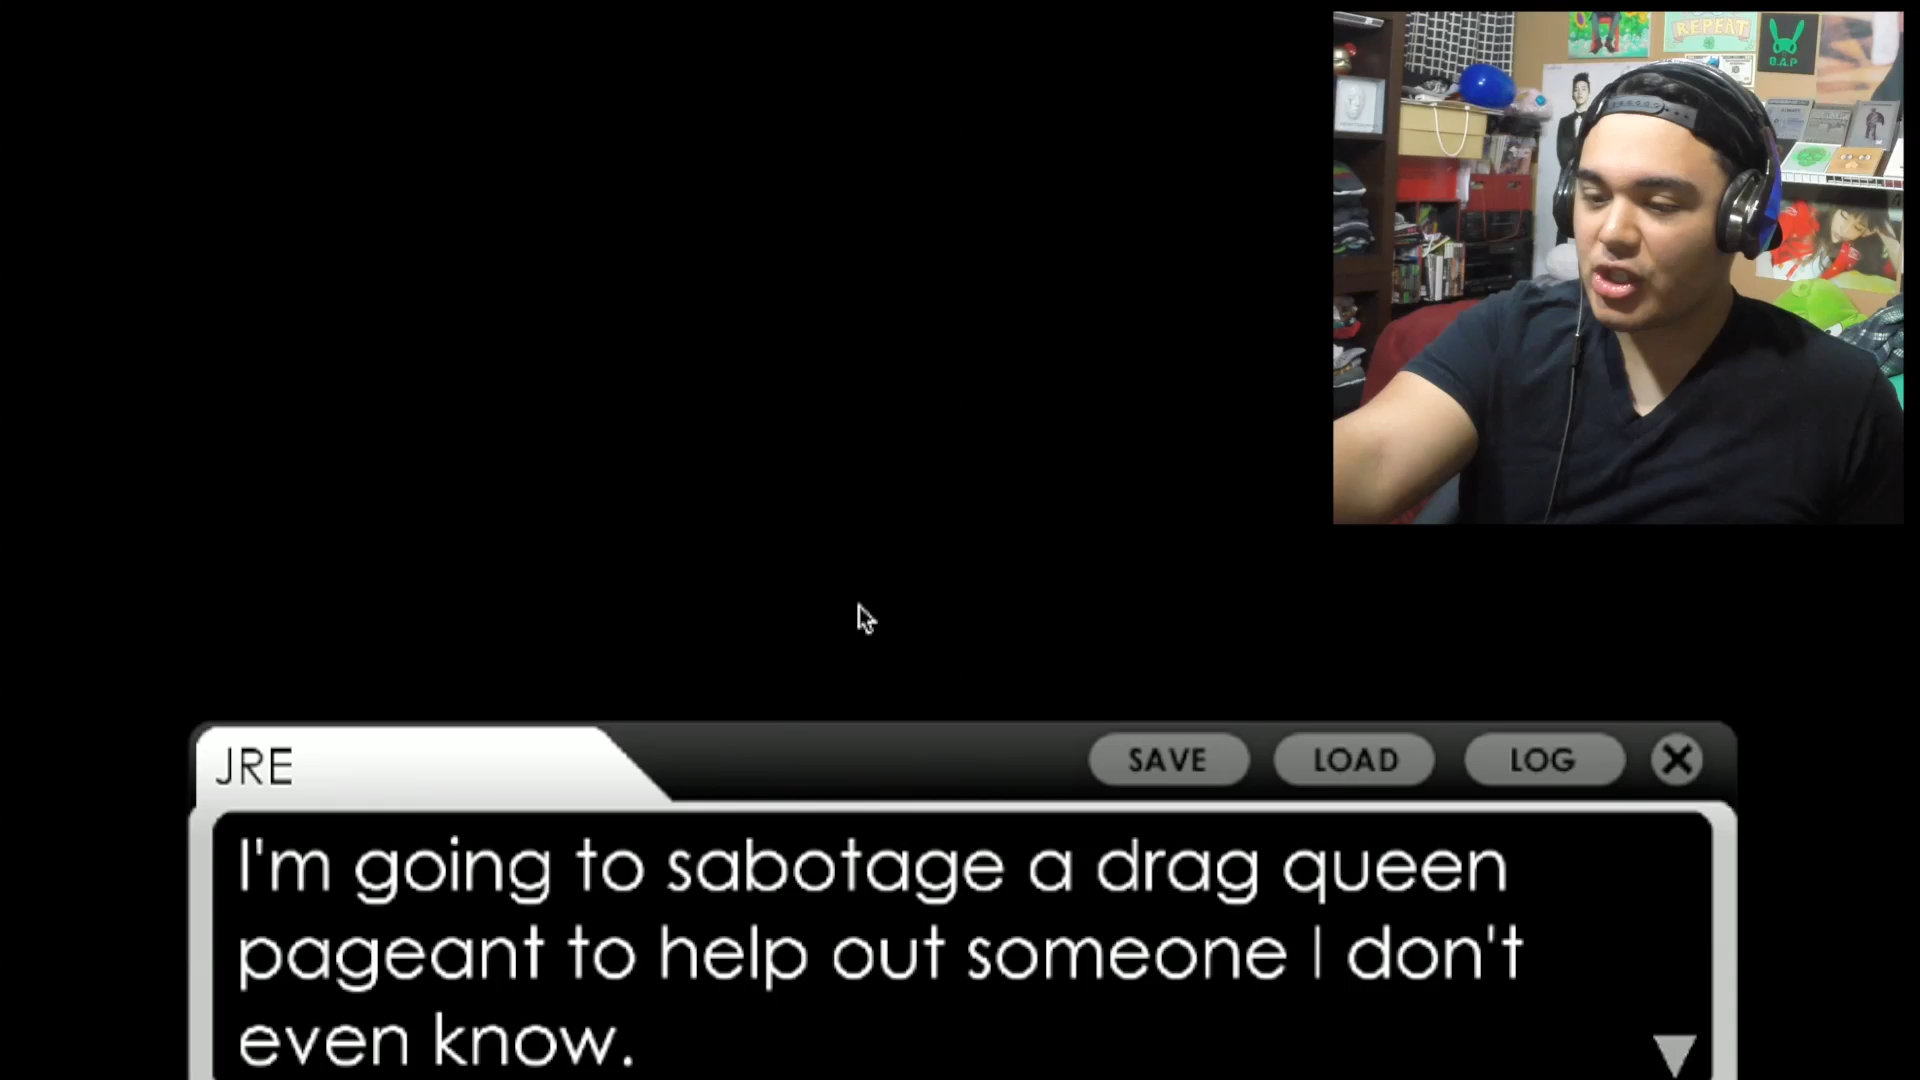 REPEAT
B.A.P
JRE
SAVE
LOAD
LOG
I'm going to sabotage a drag queen
pageant to help out someone I don't
even know.